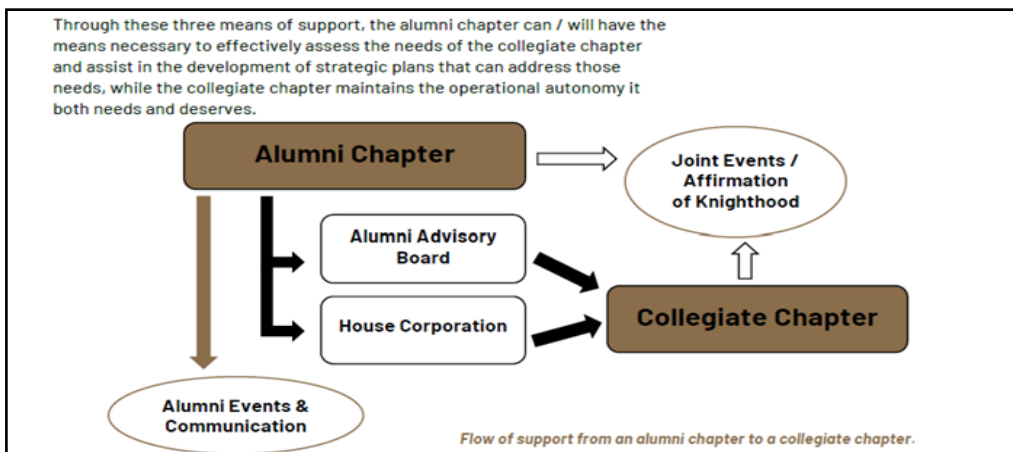 Through these three means of support, the alumni chapter can / will have the
means necessary to effectively assess the needs of the collegiate chapter
and assist in the development of strategic plans that can address those
needs, while the collegiate chapter maintains the operational autonomy it
both needs and deserves.
Alumni Chapter
Joint Events /
Affirmation
of Knighthood
Alumni Advisory
Board
House Corporation
Collegiate Chapter
Alumni Events &
Communication
Flow of support from an alumni chapter to a collegiate chapter.